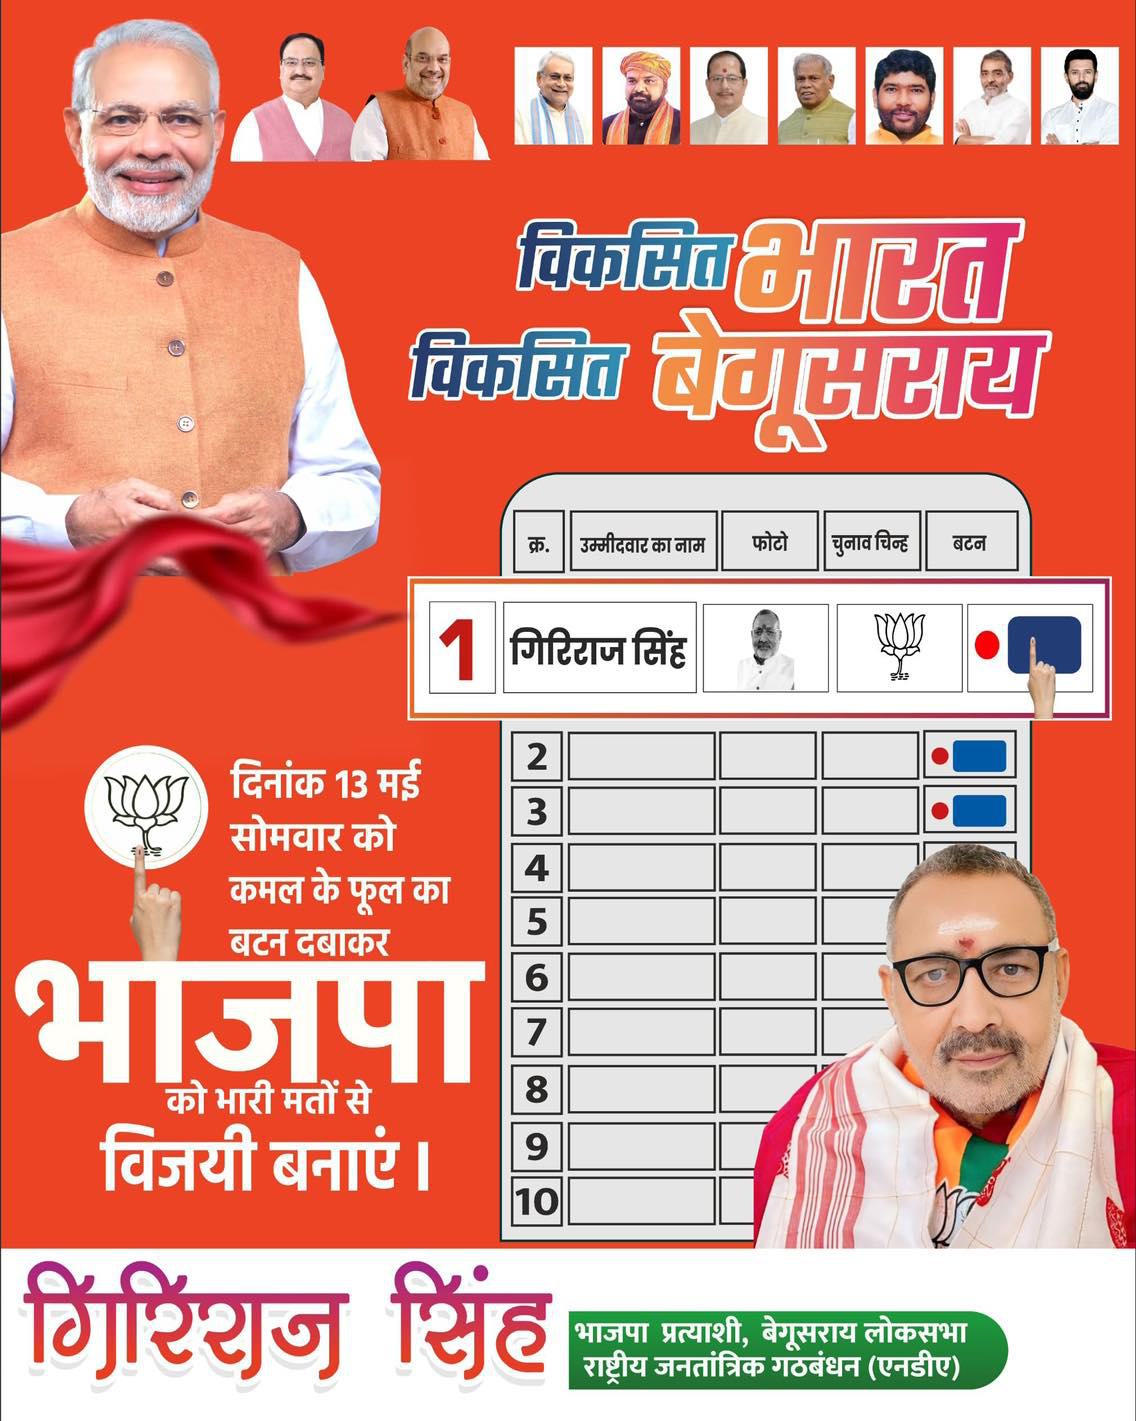 विकसित भारत
विकसित बेगूसराय
क्र. उम्मीदवार का नाम फोटो चुनाव चिन्ह बटन
1 गिरिराज सिंह
2
3
4
5
6
7
8
9
10
दिनांक 13 मई
सोमवार को
कमल के फूल का
बटन दबाकर
भाजपा
को भारी मतों से
विजयी बनाएं।
गिरिराज सिंह
भाजपा प्रत्याशी, बेगूसराय लोकसभा
राष्ट्रीय जनतांत्रिक गठबंधन (एनडीए)